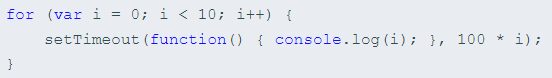 for (var i = 0; i < 10; i++) {
    setTimeout(function() { console.log(i); }, 100 * i);
}